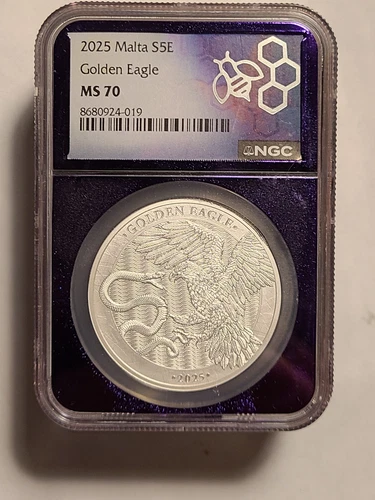 2025 Malta S5E
Golden Eagle
MS 70
8680924-019
NGC
·GOLDEN EAGLE·
·2025·